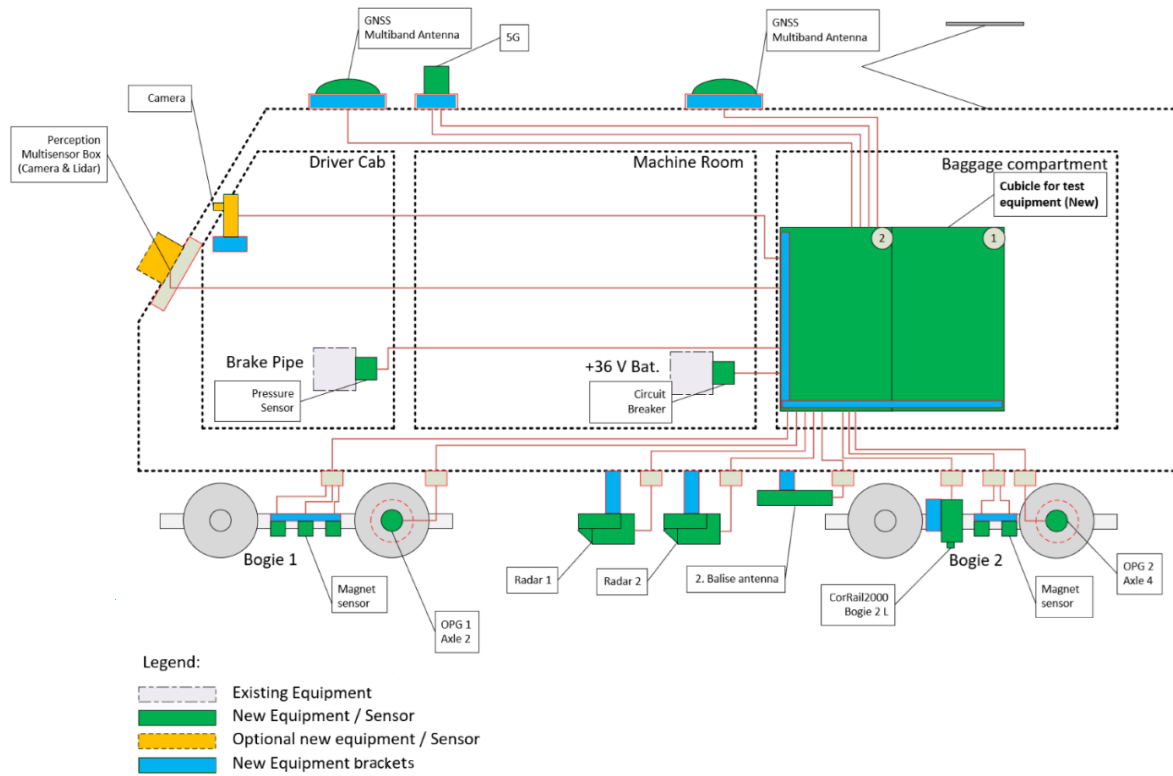 GNSS
Multiband Antenna
5G
GNSS
Multiband Antenna
Camera
Perception
Multisensor Box
(Camera & Lidar)
Driver Cab
Machine Room
Baggage compartment
Cubicle for test
equipment (New)
2
1
Brake Pipe
Pressure
Sensor
+36 V Bat.
Circuit
Breaker
Bogie 1
Magnet
sensor
OPG 1
Axle 2
Radar 1
Radar 2
2. Balise antenna
CorRail2000
Bogie 2 L
Bogie 2
Magnet
sensor
OPG 2
Axle 4
Legend:
Existing Equipment
New Equipment / Sensor
Optional new equipment / Sensor
New Equipment brackets